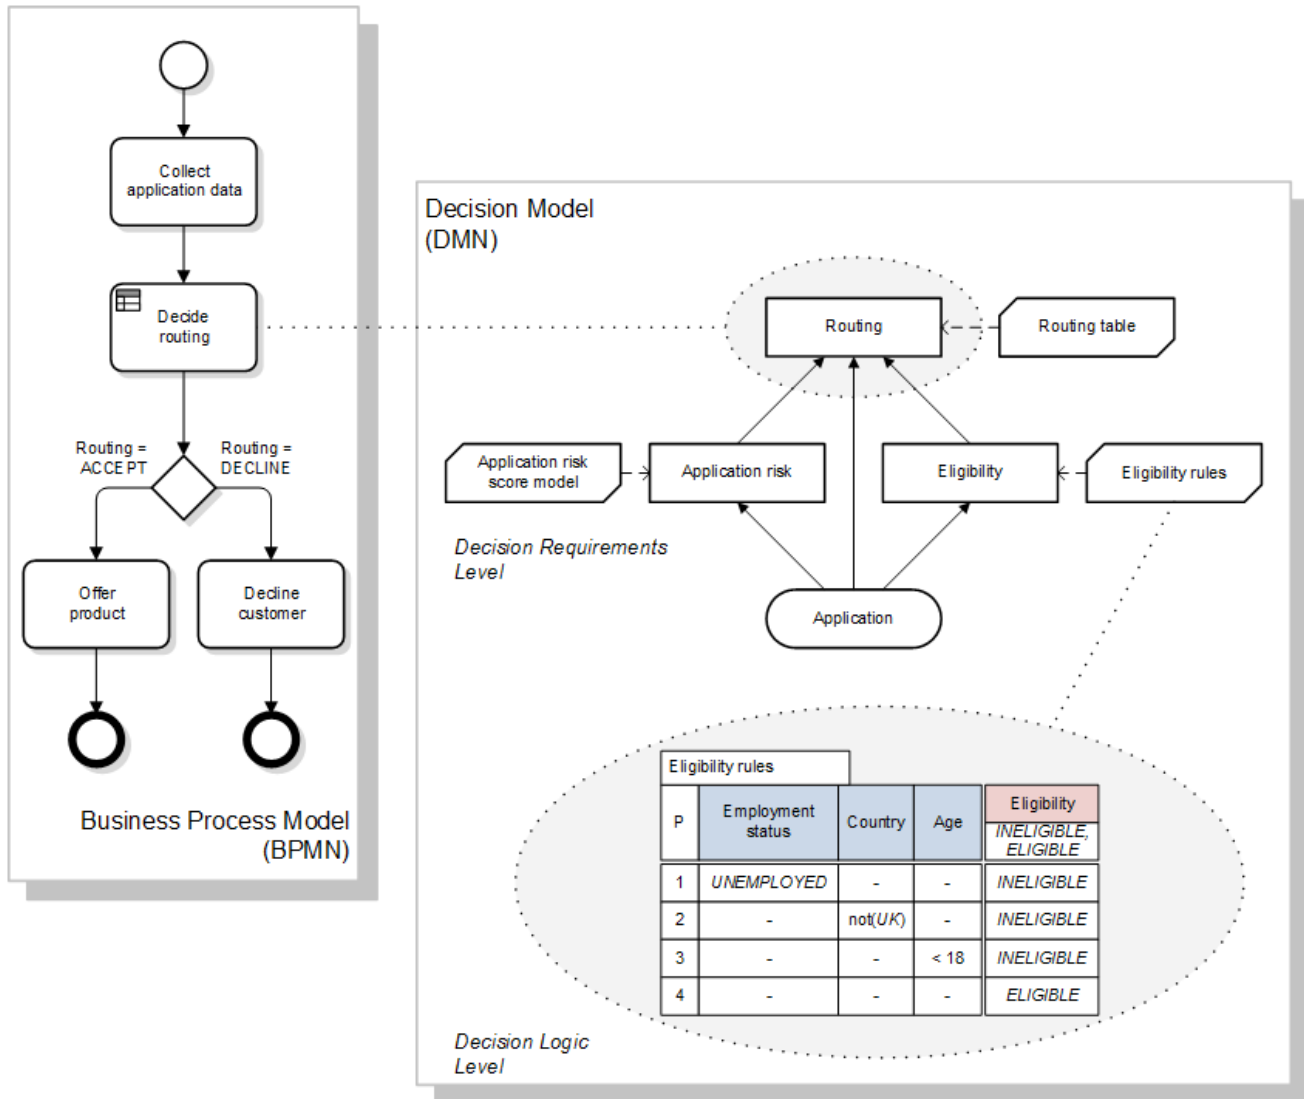 Collect
application data
Decide
routing
Routing =
ACCEPT
Routing =
DECLINE
Offer
product
Decline
customer
Business Process Model
(BPMN)
Decision Model
(DMN)
Routing
Routing table
Application risk
score model
Application risk
Eligibility
Eligibility rules
Decision Requirements
Level
Application
Eligibility rules
P
Employment
status
Country
Age
Eligibility
INELIGIBLE,
ELIGIBLE
1 UNEMPLOYED - - INELIGIBLE
2 - not(UK) - INELIGIBLE
3 - - < 18 INELIGIBLE
4 - - - ELIGIBLE
Decision Logic
Level